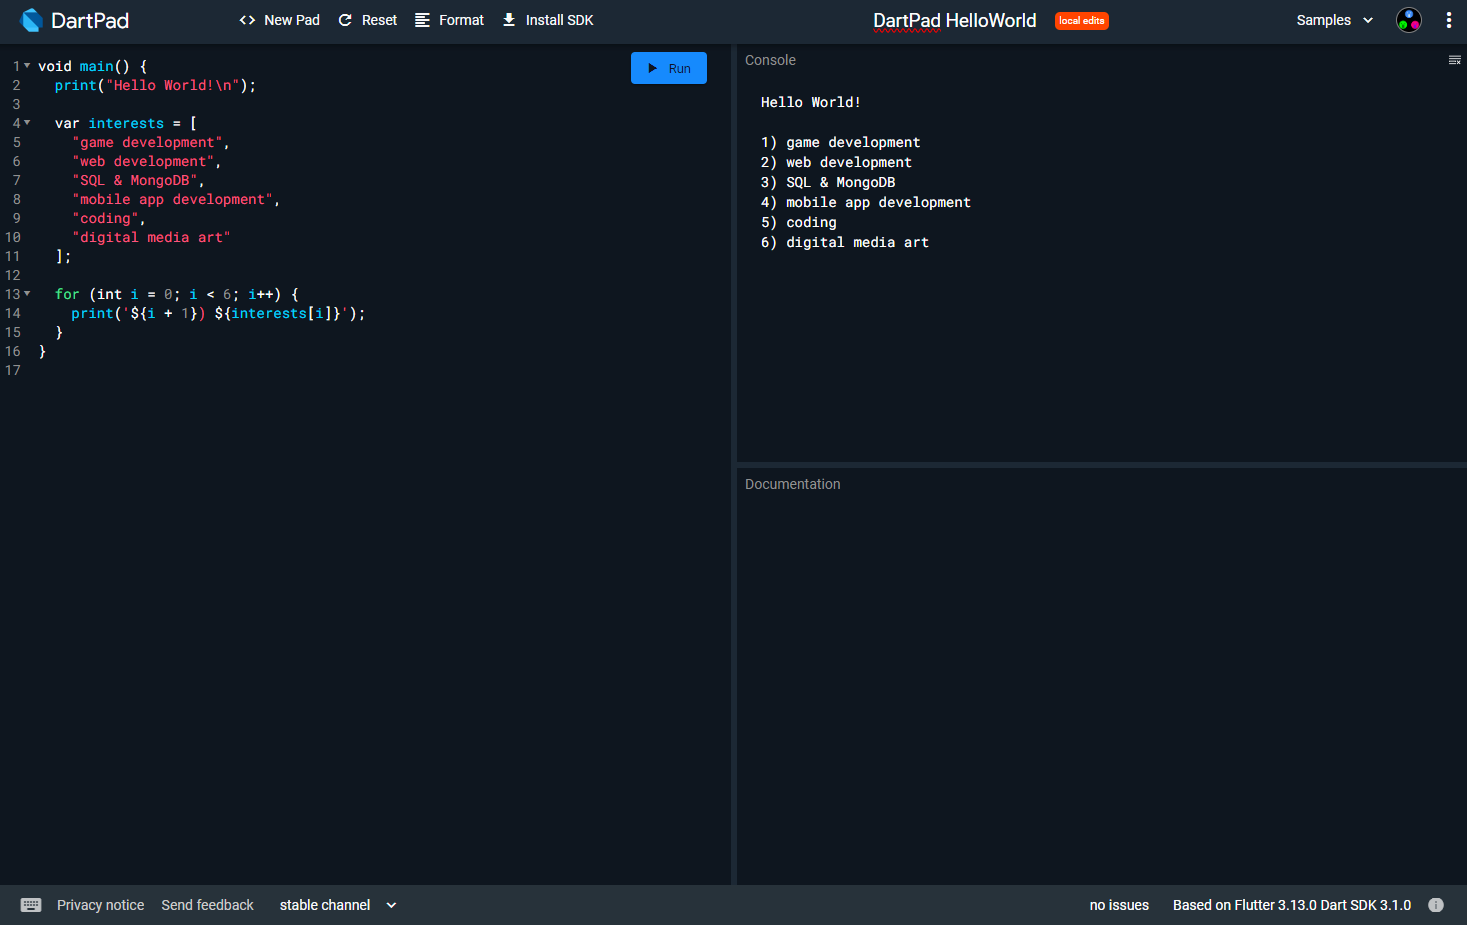 DartPad
New Pad
Reset
Format
Install SDK
DartPad HelloWorld
local edits
Samples
1 void main() {
2   print("Hello World!\n");
3
4   var interests = [
5     "game development",
6     "web development",
7     "SQL & MongoDB",
8     "mobile app development",
9     "coding",
10     "digital media art"
11   ];
12
13   for (int i = 0; i < 6; i++) {
14     print('${i + 1}) ${interests[i]}');
15   }
16 }
17
Run
Console
Hello World!
1) game development
2) web development
3) SQL & MongoDB
4) mobile app development
5) coding
6) digital media art
Documentation
Privacy notice
Send feedback
stable channel
no issues
Based on Flutter 3.13.0 Dart SDK 3.1.0